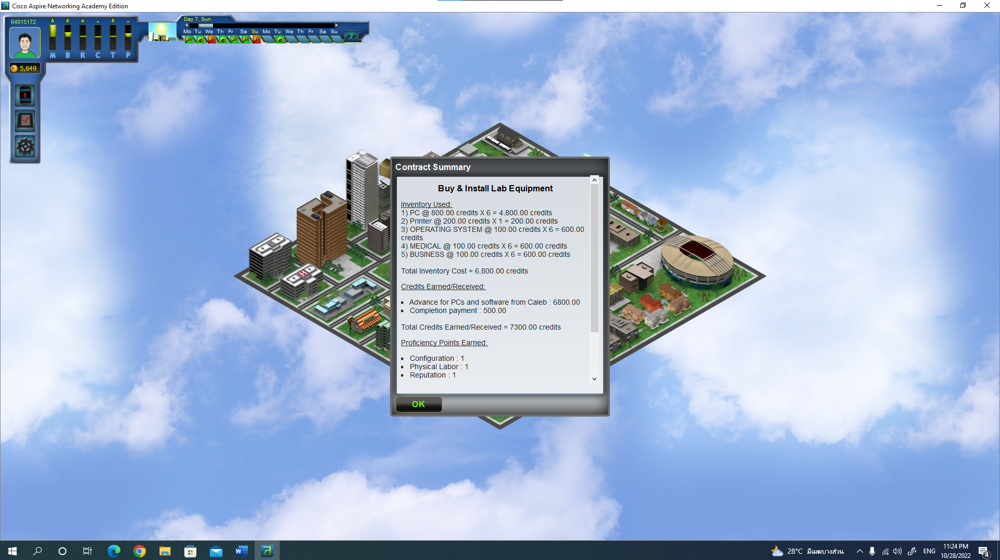 Cisco Aspire Networking Academy Edition
64015172
Day 7, Sun
Mo Tu We Th Fr Sa Su Mo Tu We Th Fr Sa Su
M B R C T P
5,649
1
Contract Summary
Buy & Install Lab Equipment
Inventory Used:
1) PC @ 800.00 credits X 6 = 4,800.00 credits
2) Printer @ 200.00 credits X 1 = 200.00 credits
3) OPERATING SYSTEM @ 100.00 credits X 6 = 600.00
credits
4) MEDICAL @ 100.00 credits X 6 = 600.00 credits
5) BUSINESS @ 100.00 credits X 6 = 600.00 credits
Total Inventory Cost = 6,800.00 credits
Credits Earned/Received:
• Advance for PCs and software from Caleb : 6800.00
• Completion payment : 500.00
Total Credits Earned/Received = 7300.00 credits
Proficiency Points Earned:
• Configuration : 1
• Physical Labor : 1
• Reputation : 1
OK
H
PIZZA
28°C มีเมฆบางส่วน
ENG
11:24 PM
10/28/2022
4